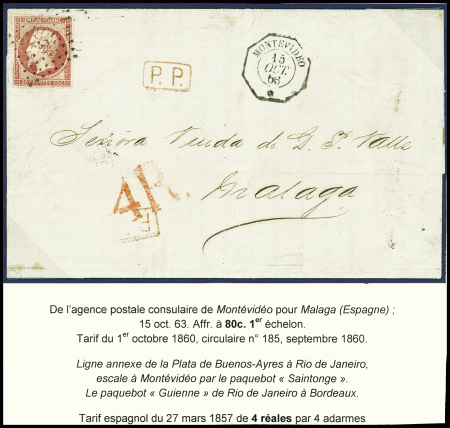 MONTEVIDEO
15
OCT.
63
P.P.
Señora Viuda de G. P. Valls
Malaga
4R.
De l'agence postale consulaire de Montévidéo pour Malaga (Espagne) ;
15 oct. 63. Affr. à 80c. 1er échelon.
Tarif du 1er octobre 1860, circulaire n° 185, septembre 1860.
Ligne annexe de la Plata de Buenos-Ayres à Rio de Janeiro,
escale à Montévidéo par le paquebot « Saintonge ».
Le paquebot « Guienne » de Rio de Janeiro à Bordeaux.
Tarif espagnol du 27 mars 1857 de 4 réales par 4 adarmes